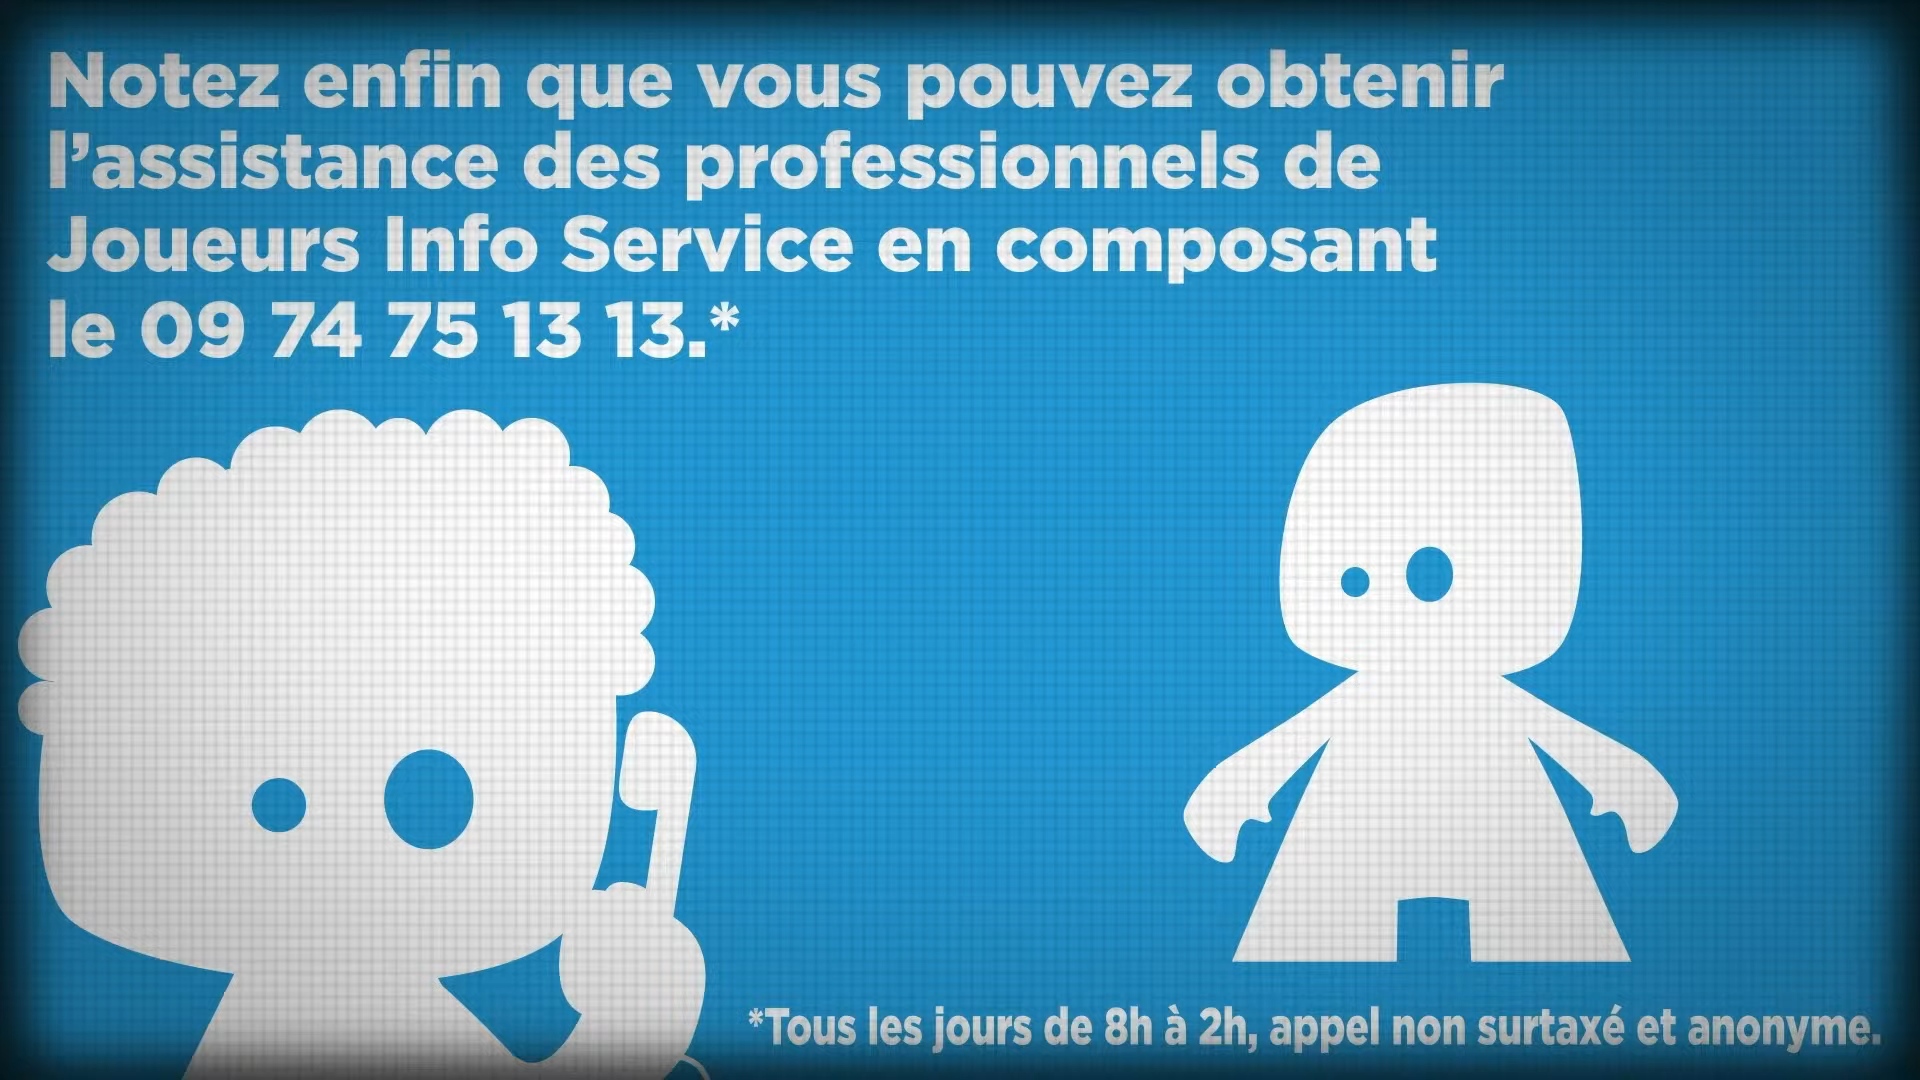 Notez enfin que vous pouvez obtenir
l’assistance des professionnels de
Joueurs Info Service en composant
le 09 74 75 13 13.*
*Tous les jours de 8h à 2h, appel non surtaxé et anonyme.